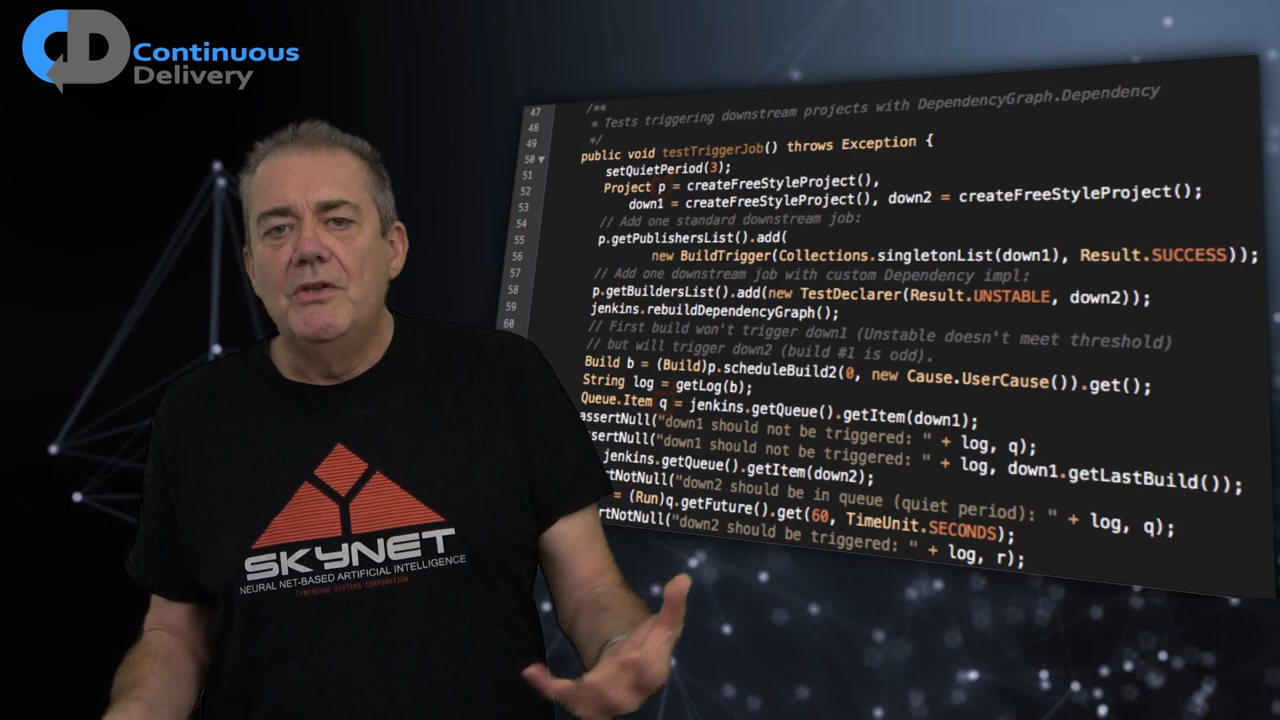 Continuous
Delivery
47 /**
48 * Tests triggering downstream projects with DependencyGraph.Dependency
49 */
50 public void testTriggerJob() throws Exception {
51 setQuietPeriod(3);
52 Project p = createFreeStyleProject(),
53 down1 = createFreeStyleProject(), down2 = createFreeStyleProject();
54 // Add one standard downstream job:
55 p.getPublishersList().add(
56 new BuildTrigger(Collections.singletonList(down1), Result.SUCCESS));
57 // Add one downstream job with custom Dependency impl:
58 p.getBuildersList().add(new TestDeclarer(Result.UNSTABLE, down2));
59 jenkins.rebuildDependencyGraph();
60 // First build won't trigger down1 (Unstable doesn't meet threshold)
// but will trigger down2 (build #1 is odd).
Build b = (Build)p.scheduleBuild2(0, new Cause.UserCause()).get();
String log = getLog(b);
Queue.Item q = jenkins.getQueue().getItem(down1);
assertNull("down1 should not be triggered: " + log, q);
ssertNull("down1 should not be triggered: " + log, down1.getLastBuild());
jenkins.getQueue().getItem(down2);
rtNotNull("down2 should be in queue (quiet period): " + log, q);
= (Run)q.getFuture().get(60, TimeUnit.SECONDS);
rtNotNull("down2 should be triggered: " + log, r);
SKYNET
NEURAL NET-BASED ARTIFICIAL INTELLIGENCE
CYBERDYNE SYSTEMS CORPORATION